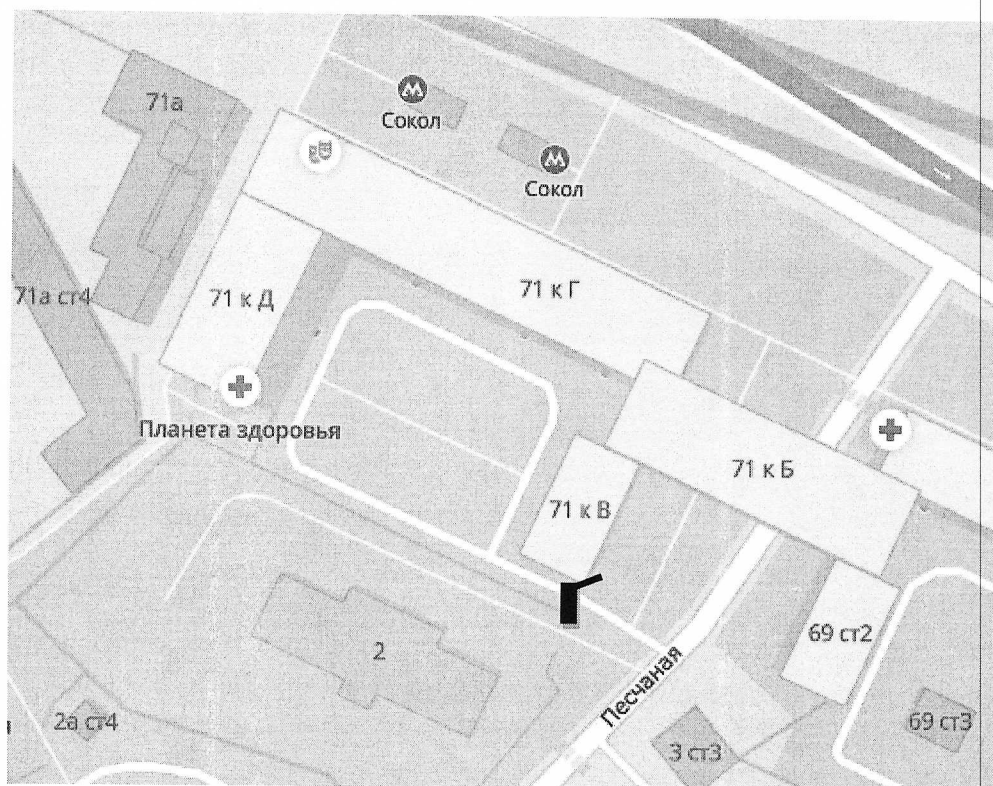 71а
Сокол
Сокол
71 к Г
71а ст4
71 к Д
Планета здоровья
71 к Б
71 к В
69 ст2
2
Песчаная
2а ст4
3 ст3
69 ст3